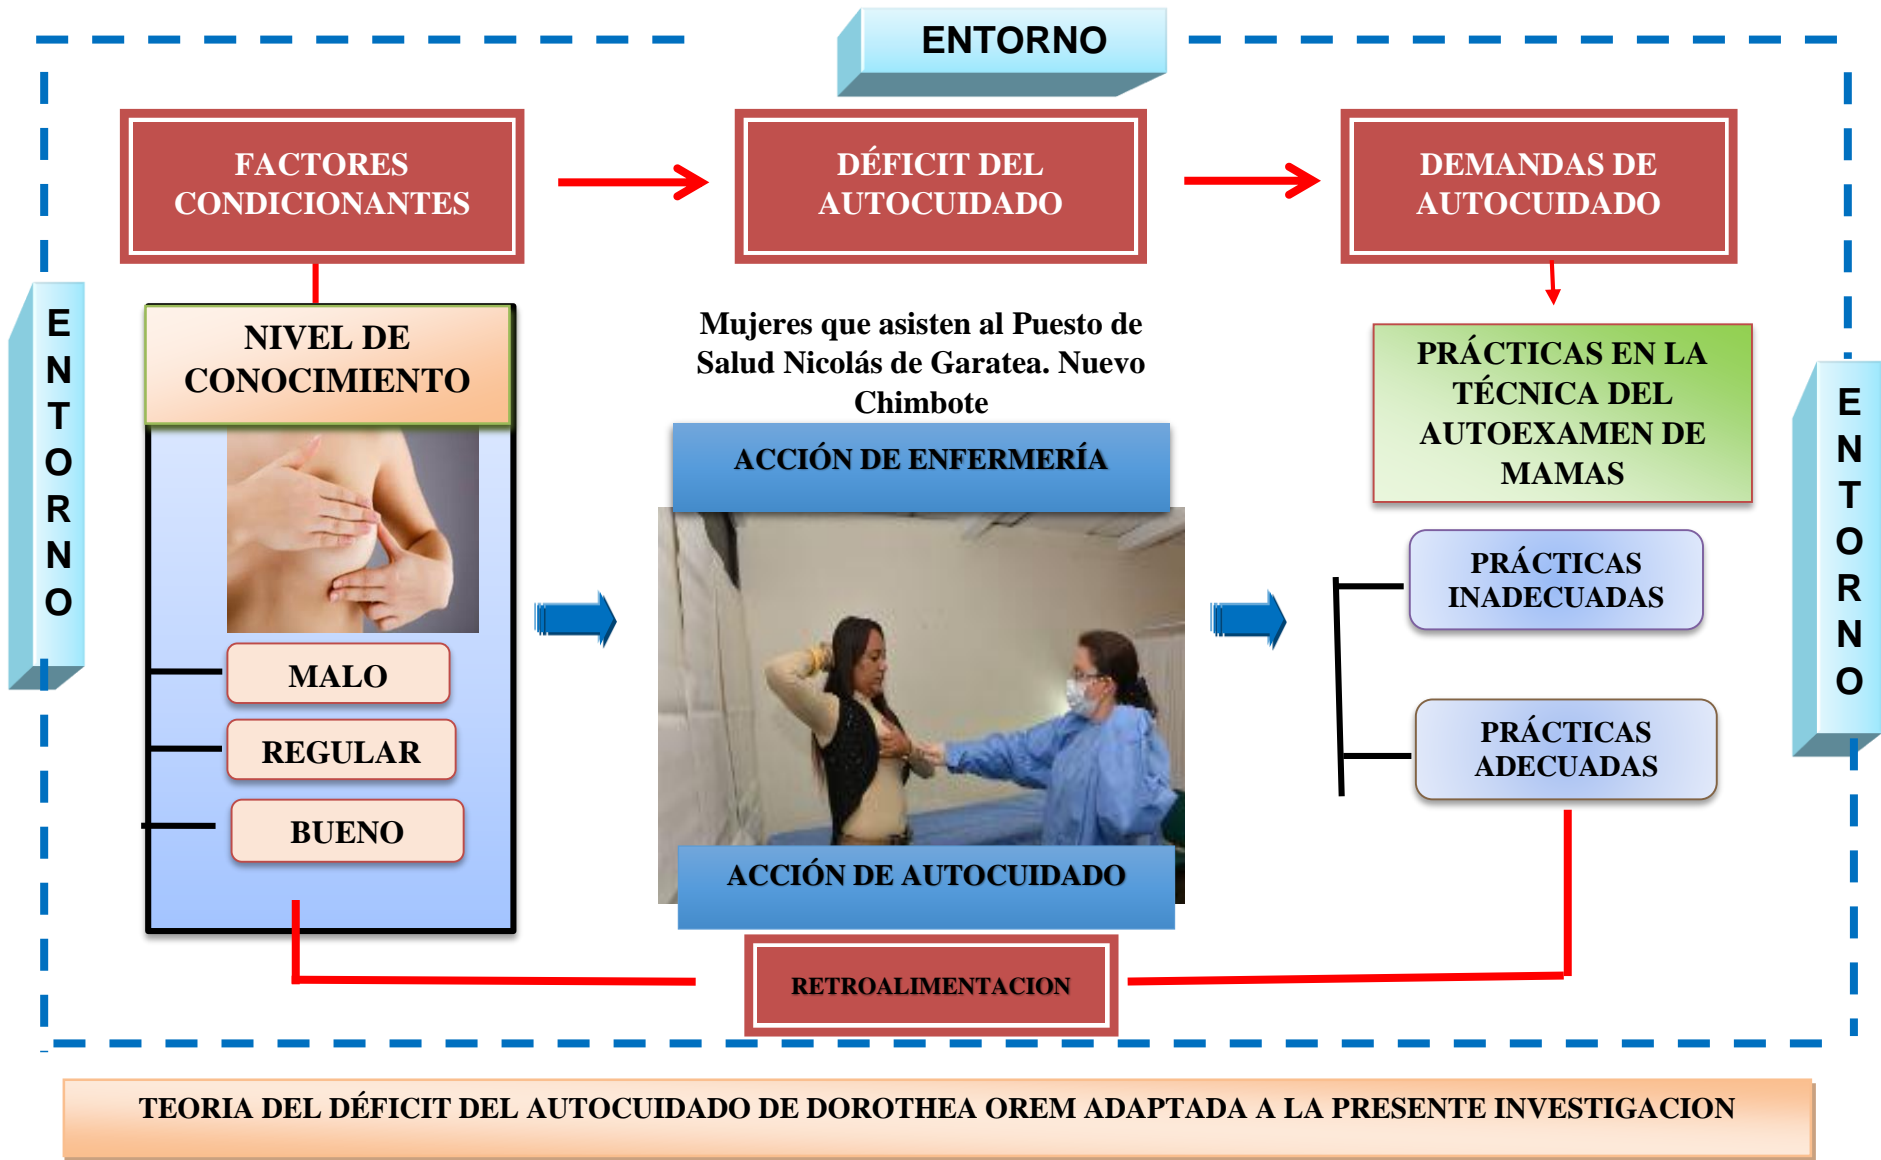 ENTORNO
FACTORES
CONDICIONANTES
DÉFICIT DEL
AUTOCUIDADO
DEMANDAS DE
AUTOCUIDADO
ENTORNO
NIVEL DE
CONOCIMIENTO
MALO
REGULAR
BUENO
Mujeres que asisten al Puesto de
Salud Nicolás de Garatea. Nuevo
Chimbote
ACCIÓN DE ENFERMERÍA
ACCIÓN DE AUTOCUIDADO
PRÁCTICAS EN LA
TÉCNICA DEL
AUTOEXAMEN DE
MAMAS
PRÁCTICAS
INADECUADAS
PRÁCTICAS
ADECUADAS
ENTORNO
RETROALIMENTACION
TEORIA DEL DÉFICIT DEL AUTOCUIDADO DE DOROTHEA OREM ADAPTADA A LA PRESENTE INVESTIGACION